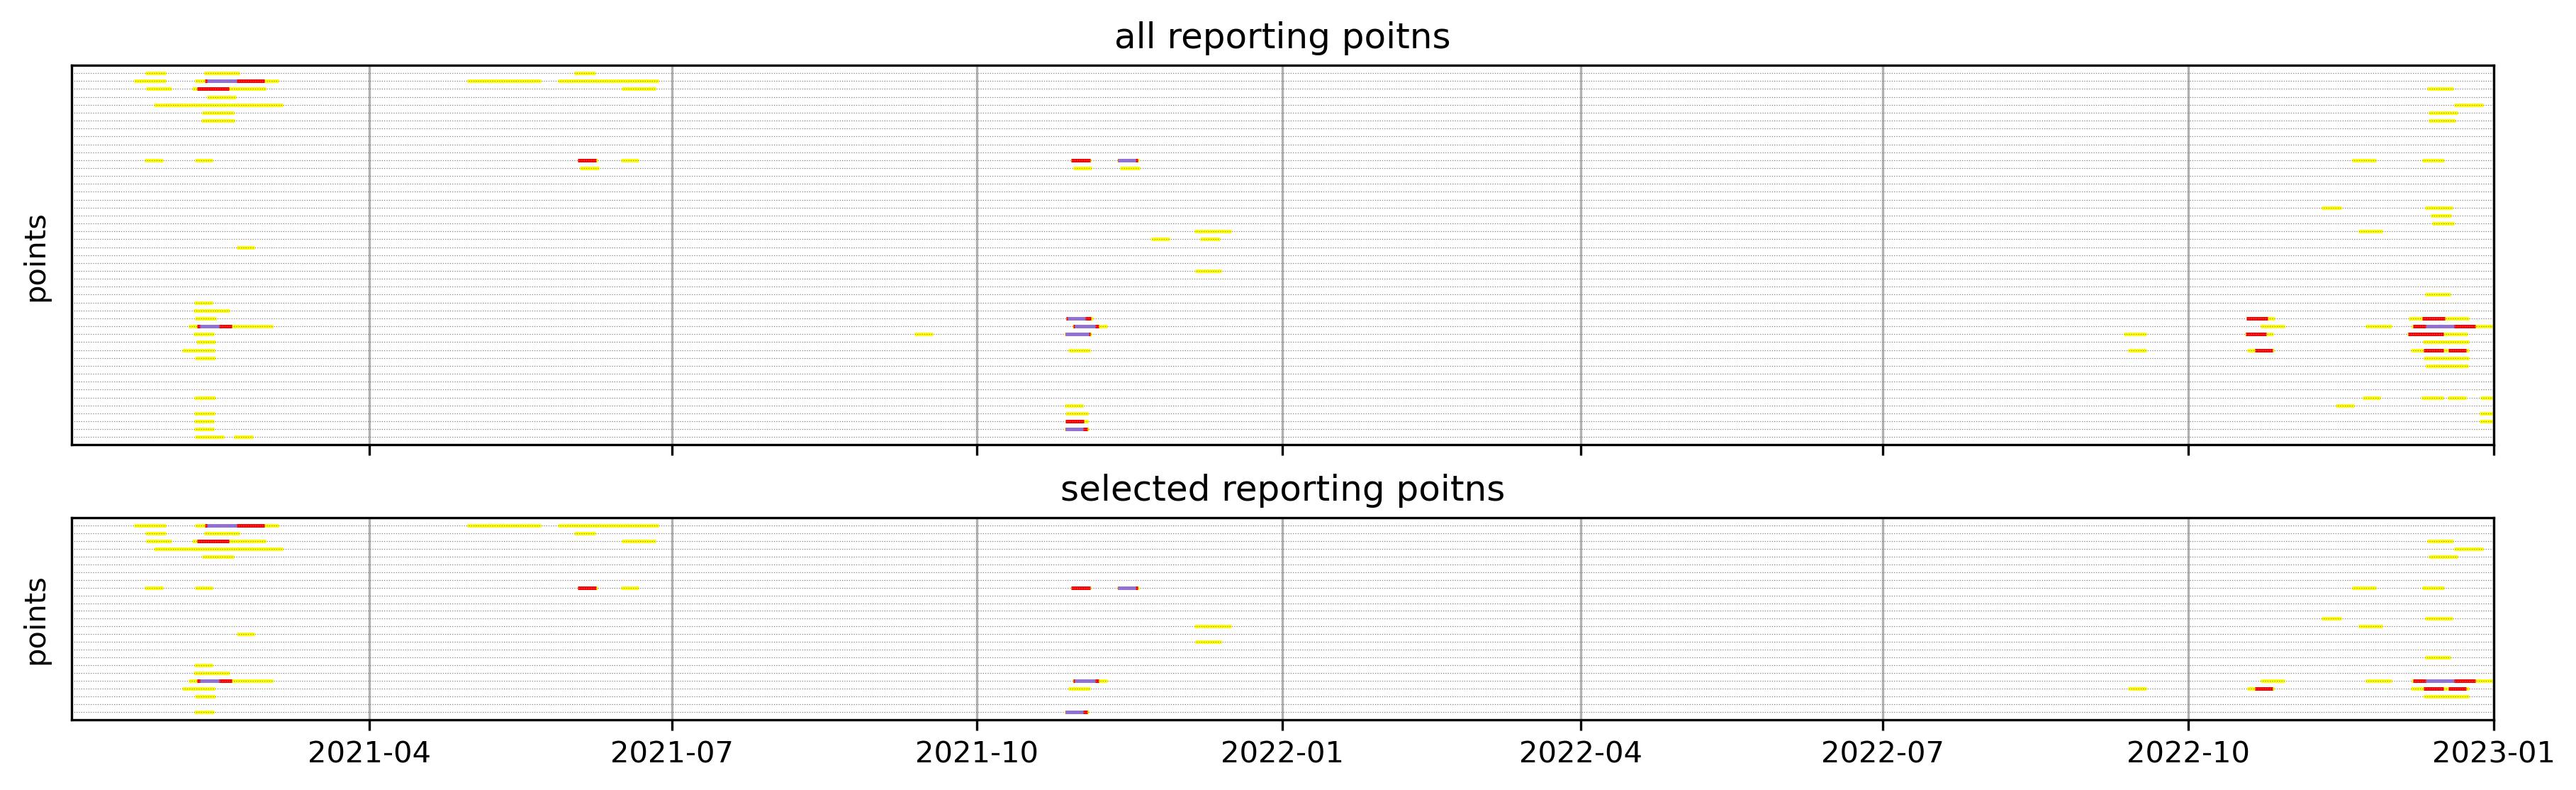 all reporting poitns
points
selected reporting poitns
points
2021-04 2021-07 2021-10 2022-01 2022-04 2022-07 2022-10 2023-01